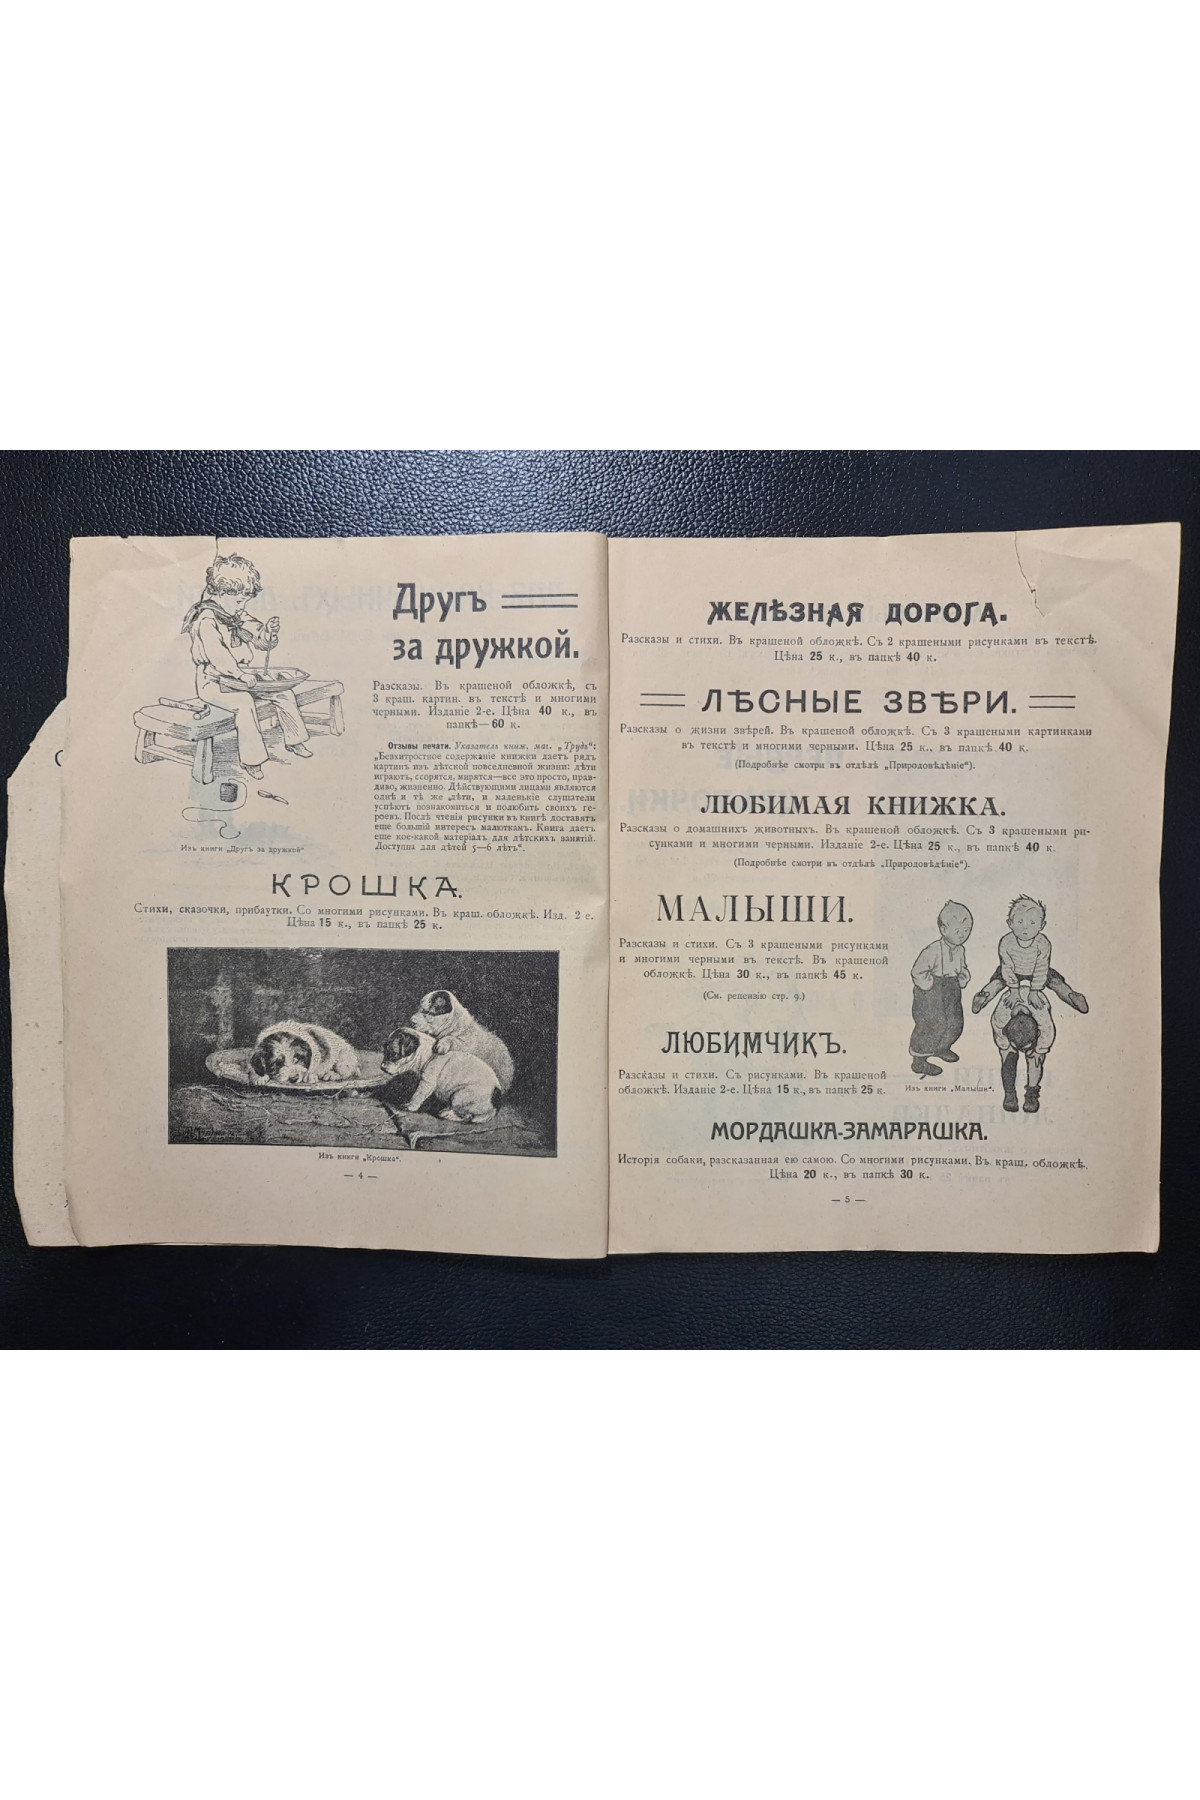 Другъ
за дружкой.
Разсказы. Въ крашеной обложкѣ, съ
3 краш. картин. въ текстѣ и многими
черными. Изданіе 2-е. Цѣна 40 к., въ
папкѣ—60 к.
Отзывы печати. Указатель книж. маг. „Трудъ“:
„Безхитростное содержаніе книжки даетъ рядъ
картин изъ дѣтской повседневной жизни: дѣти
играютъ, ссорятся, мирятся—все это просто, прав-
диво, жизненно. Дѣйствующими лицами являются
однѣ и тѣ же дѣти, и маленькіе слушатели
успѣютъ познакомиться и полюбить своихъ ге-
роевъ. Послѣ чтенія рисунки въ книгѣ доставятъ
еще большій интересъ малюткамъ. Книга даетъ
еще кое-какой матеріалъ для дѣтскихъ занятій.
Доступна для дѣтей 5—6 лѣтъ“.
Изъ книги „Другъ за дружкой“
КРОШКА.
Стихи, сказочки, прибаутки. Со многими рисунками. Въ краш. обложкѣ. Изд. 2-е.
Цѣна 15 к., въ папкѣ 25 к.
Изъ книги „Крошка“.
— 4 —
ЖЕЛѢЗНАЯ ДОРОГА.
Разсказы и стихи. Въ крашеной обложкѣ. Съ 2 крашеными рисунками въ текстѣ.
Цѣна 25 к., въ папкѣ 40 к.
ЛѢСНЫЕ ЗВѢРИ.
Разсказы о жизни звѣрей. Въ крашеной обложкѣ. Съ 3 крашеными картинками
въ текстѣ и многими черными. Цѣна 25 к., въ папкѣ 40 к.
(Подробнѣе смотри въ отдѣлѣ „Природовѣдѣніе“).
ЛЮБИМАЯ КНИЖКА.
Разсказы о домашнихъ животныхъ. Въ крашеной обложкѣ. Съ 3 крашеными ри-
сунками и многими черными. Изданіе 2-е. Цѣна 25 к., въ папкѣ 40 к.
(Подробнѣе смотри въ отдѣлѣ „Природовѣдѣніе“).
МАЛЫШИ.
Разсказы и стихи. Съ 3 крашеными рисунками
и многими черными въ текстѣ. Въ крашеной
обложкѣ. Цѣна 30 к., въ папкѣ 45 к.
(См. рецензію стр. 9.)
ЛЮБИМЧИКЪ.
Разсказы и стихи. Съ рисунками. Въ крашеной
обложкѣ. Изданіе 2-е. Цѣна 15 к., въ папкѣ 25 к.
Изъ книги „Малыши“.
МОРДАШКА-ЗАМАРАШКА.
Исторія собаки, разсказанная ею самою. Со многими рисунками. Въ краш. обложкѣ.
Цѣна 20 к., въ папкѣ 30 к.
— 5 —